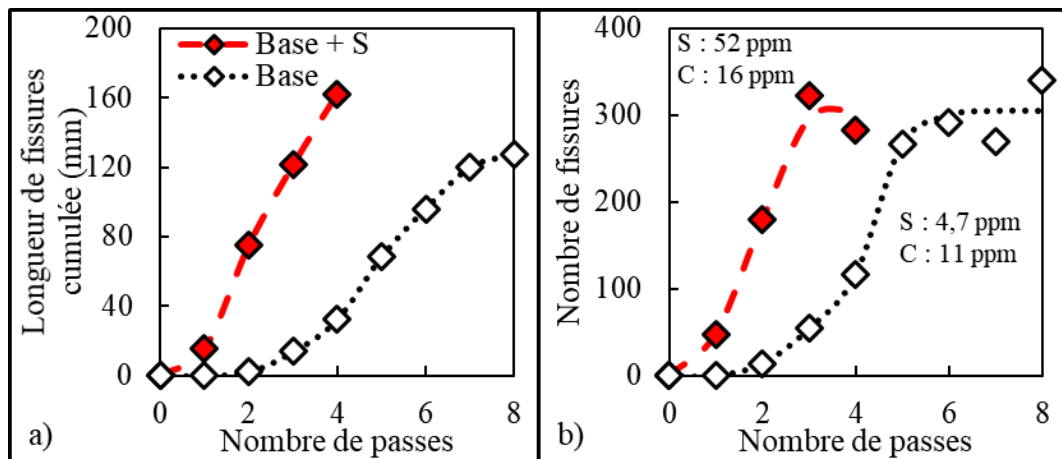 Longueur de fissures
cumulée (mm)
200
160
120
80
40
0
Base + S
Base
0 2 4 6 8
Nombre de passes
a)
Nombre de fissures
400
300
200
100
0
S : 52 ppm
C : 16 ppm
S : 4,7 ppm
C : 11 ppm
0 2 4 6 8
Nombre de passes
b)